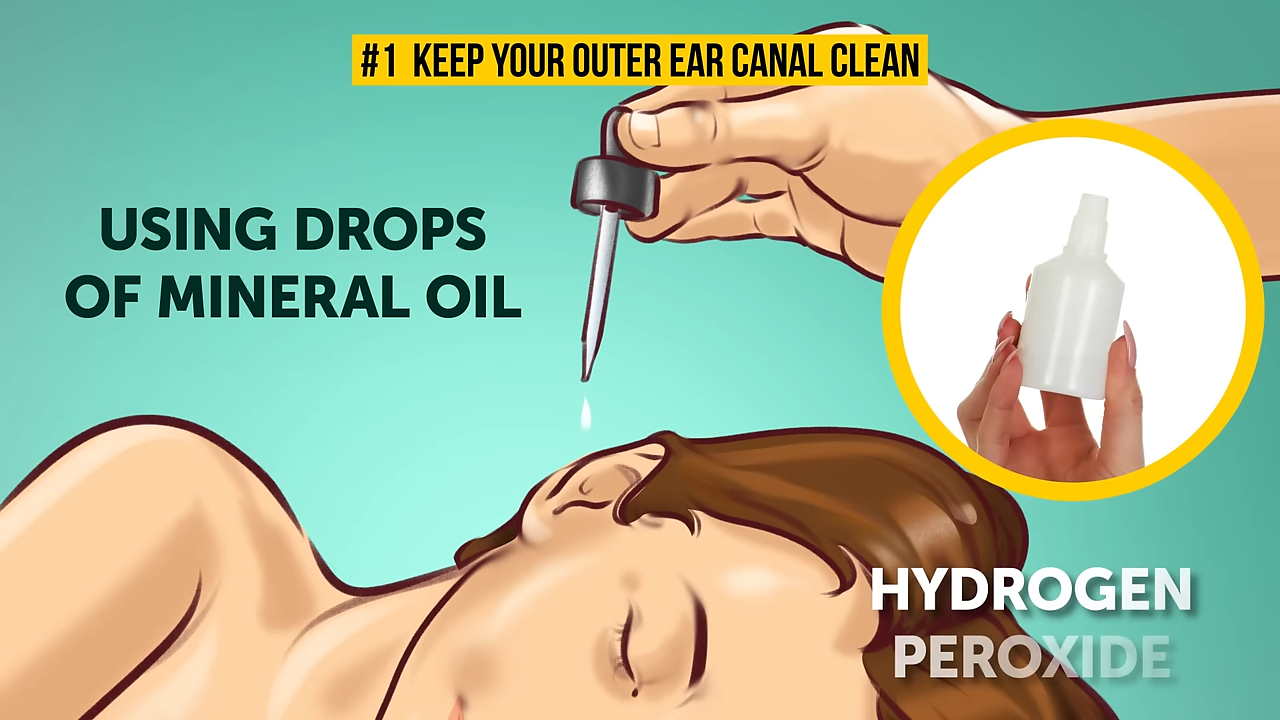 #1 KEEP YOUR OUTER EAR CANAL CLEAN
USING DROPS
OF MINERAL OIL
HYDROGEN
PEROXIDE